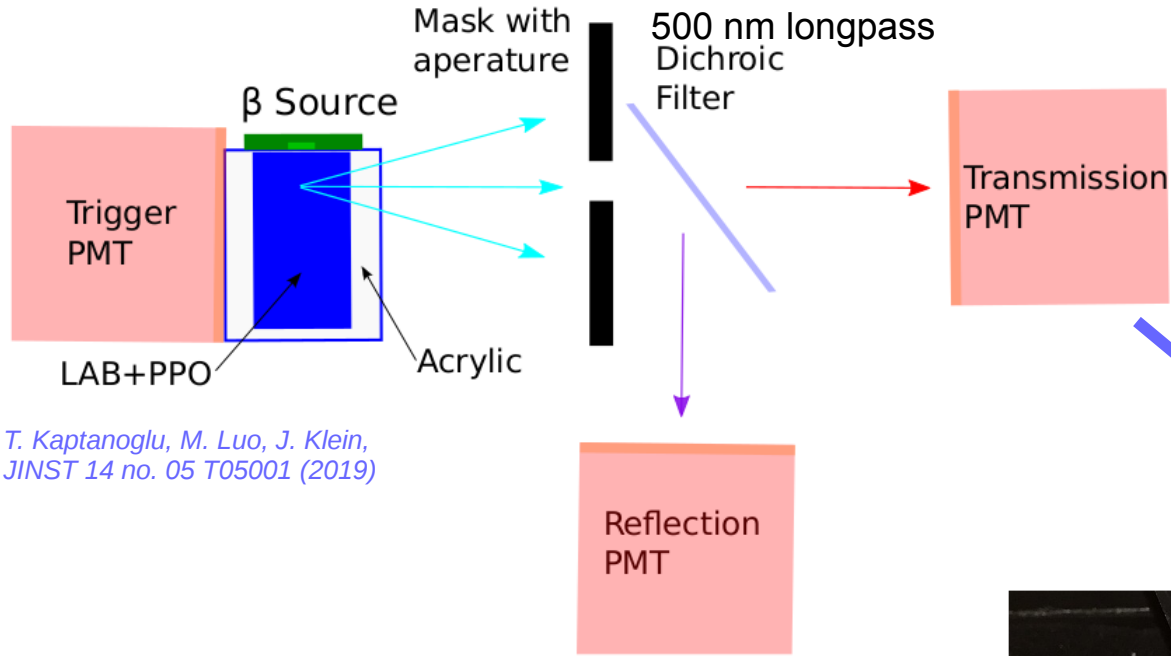 Mask with
aperature
500 nm longpass
Dichroic
Filter
β Source
Trigger
PMT
Transmission
PMT
LAB+PPO
Acrylic
T. Kaptanoglu, M. Luo, J. Klein,
JINST 14 no. 05 T05001 (2019)
Reflection
PMT